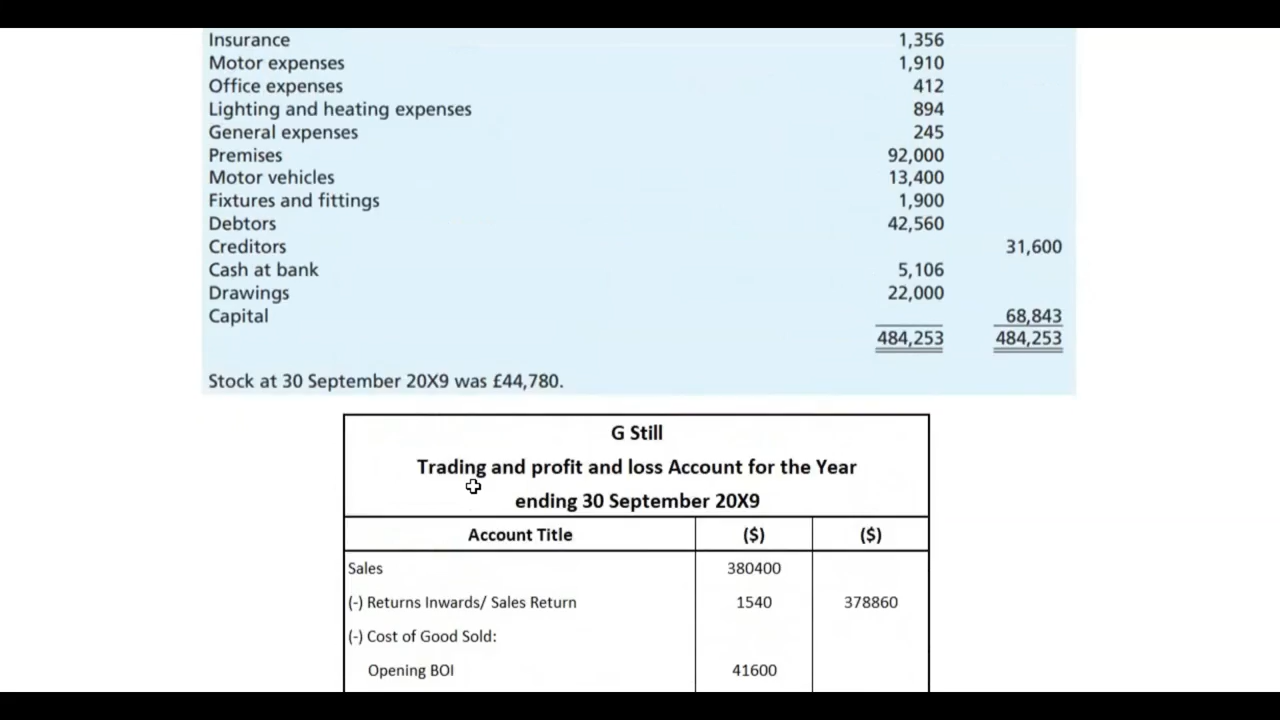 Insurance 1,356
Motor expenses 1,910
Office expenses 412
Lighting and heating expenses 894
General expenses 245
Premises 92,000
Motor vehicles 13,400
Fixtures and fittings 1,900
Debtors 42,560
Creditors 31,600
Cash at bank 5,106
Drawings 22,000
Capital 68,843
484,253 484,253
Stock at 30 September 20X9 was £44,780.
G Still
Trading and profit and loss Account for the Year
ending 30 September 20X9
Account Title ($) ($)
Sales 380400
(-) Returns Inwards/ Sales Return 1540 378860
(-) Cost of Good Sold:
Opening BOI 41600